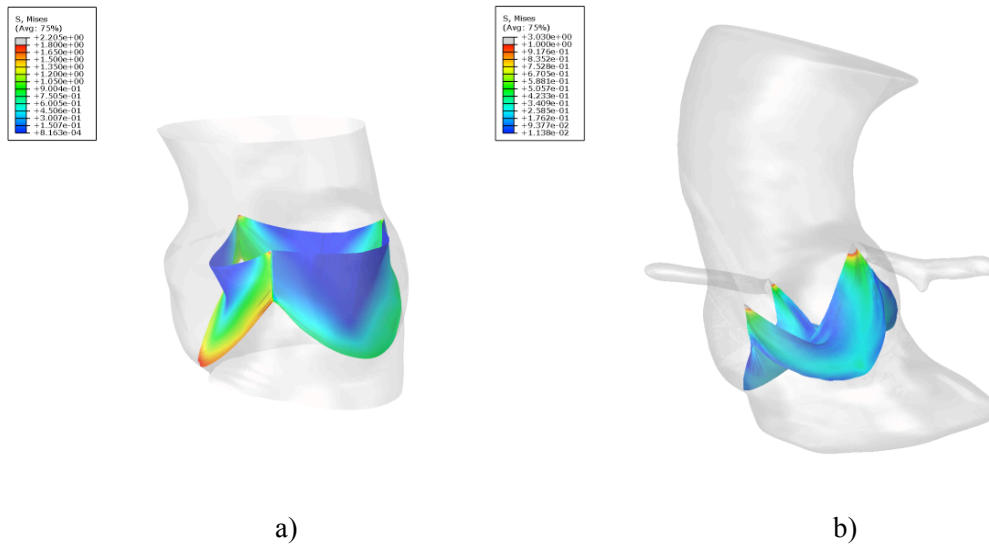 S, Mises
(Avg: 75%)
+2.205e+00
+1.800e+00
+1.650e+00
+1.500e+00
+1.350e+00
+1.200e+00
+1.050e+00
+9.004e-01
+7.505e-01
+6.005e-01
+4.506e-01
+3.007e-01
+1.507e-01
+8.163e-04
S, Mises
(Avg: 75%)
+3.030e+00
+1.000e+00
+9.176e-01
+8.352e-01
+7.528e-01
+6.705e-01
+5.881e-01
+5.057e-01
+4.233e-01
+3.409e-01
+2.585e-01
+1.762e-01
+9.377e-02
+1.138e-02
a)
b)